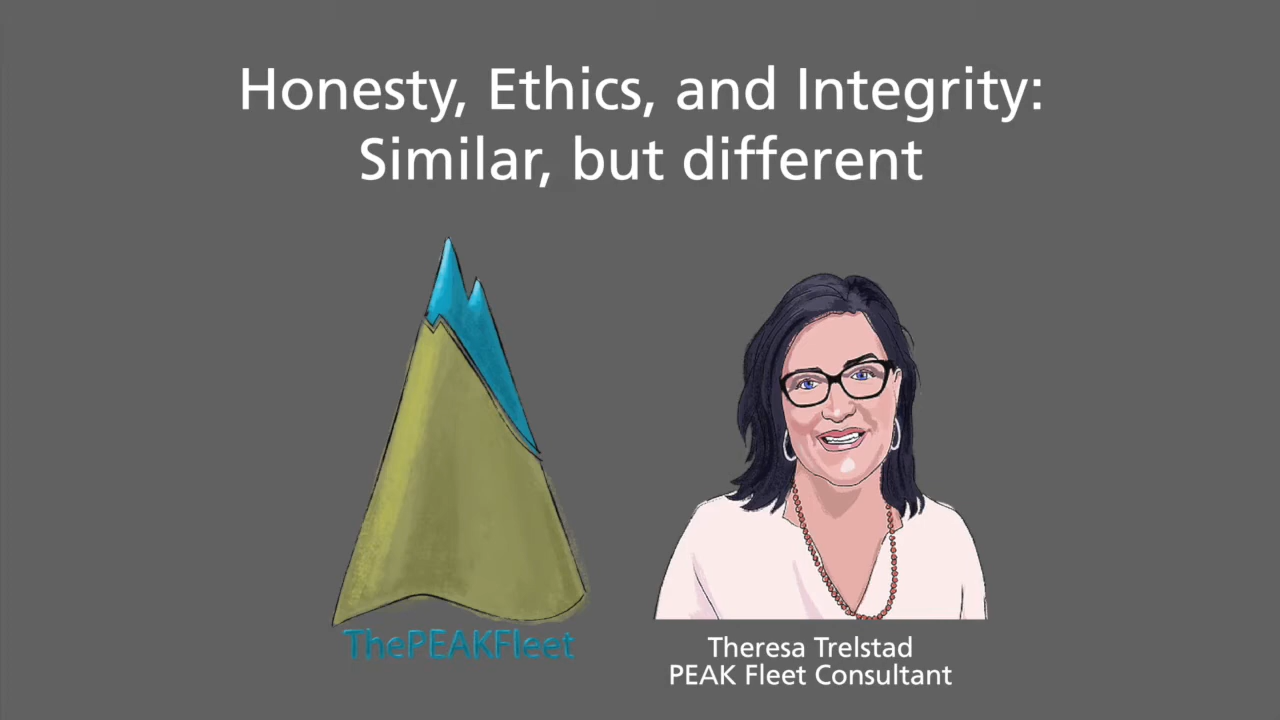 Honesty, Ethics, and Integrity:
Similar, but different
ThePEAKFleet
Theresa Trelstad
PEAK Fleet Consultant